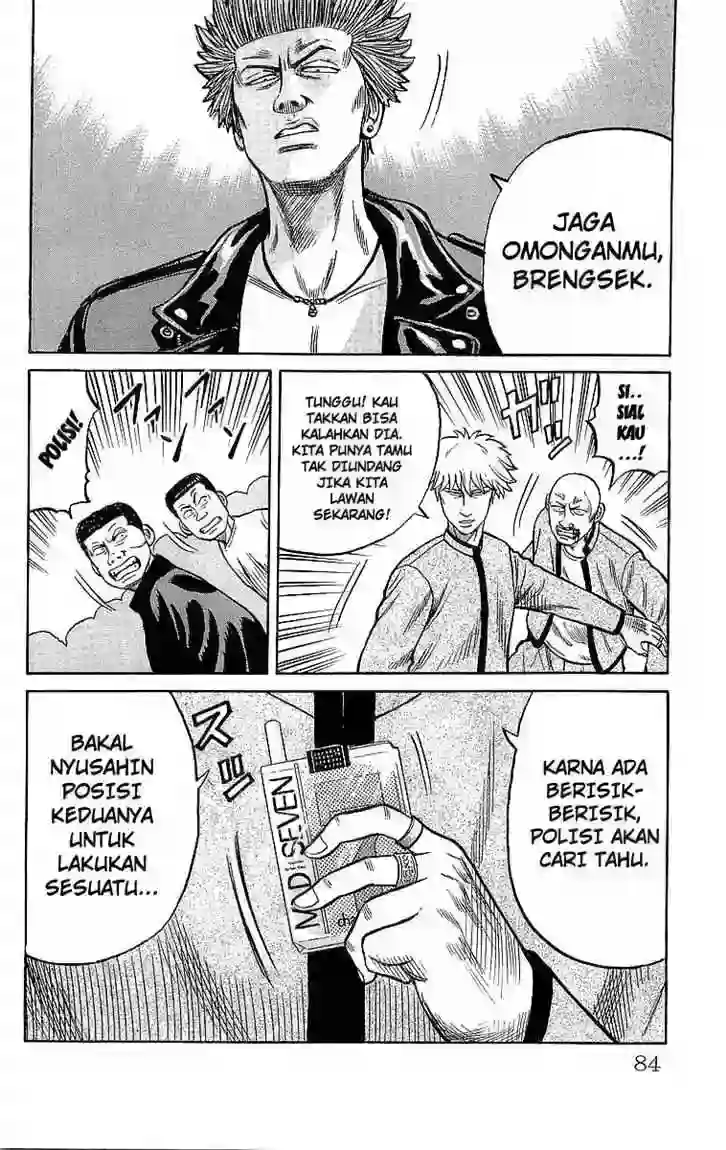 JAGA
OMONGANMU,
BRENGSEK.
SI..
SIAL
KAU
...!
TUNGGU! KAU
TAKKAN BISA
KALAHKAN DIA.
KITA PUNYA TAMU
TAK DIUNDANG
JIKA KITA
LAWAN
SEKARANG!
POLISI!
KARNA ADA
BERISIK-
BERISIK,
POLISI AKAN
CARI TAHU.
スッ
MILD SEVEN
BAKAL
NYUSAHIN
POSISI
KEDUANYA
UNTUK
LAKUKAN
SESUATU...
84